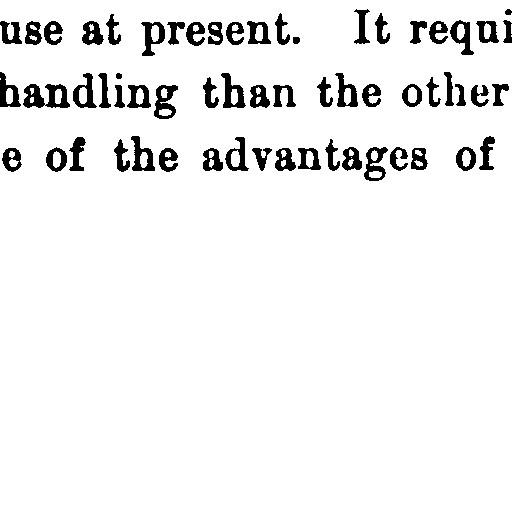 use at present. It requi
handling than the other
e of the advantages of